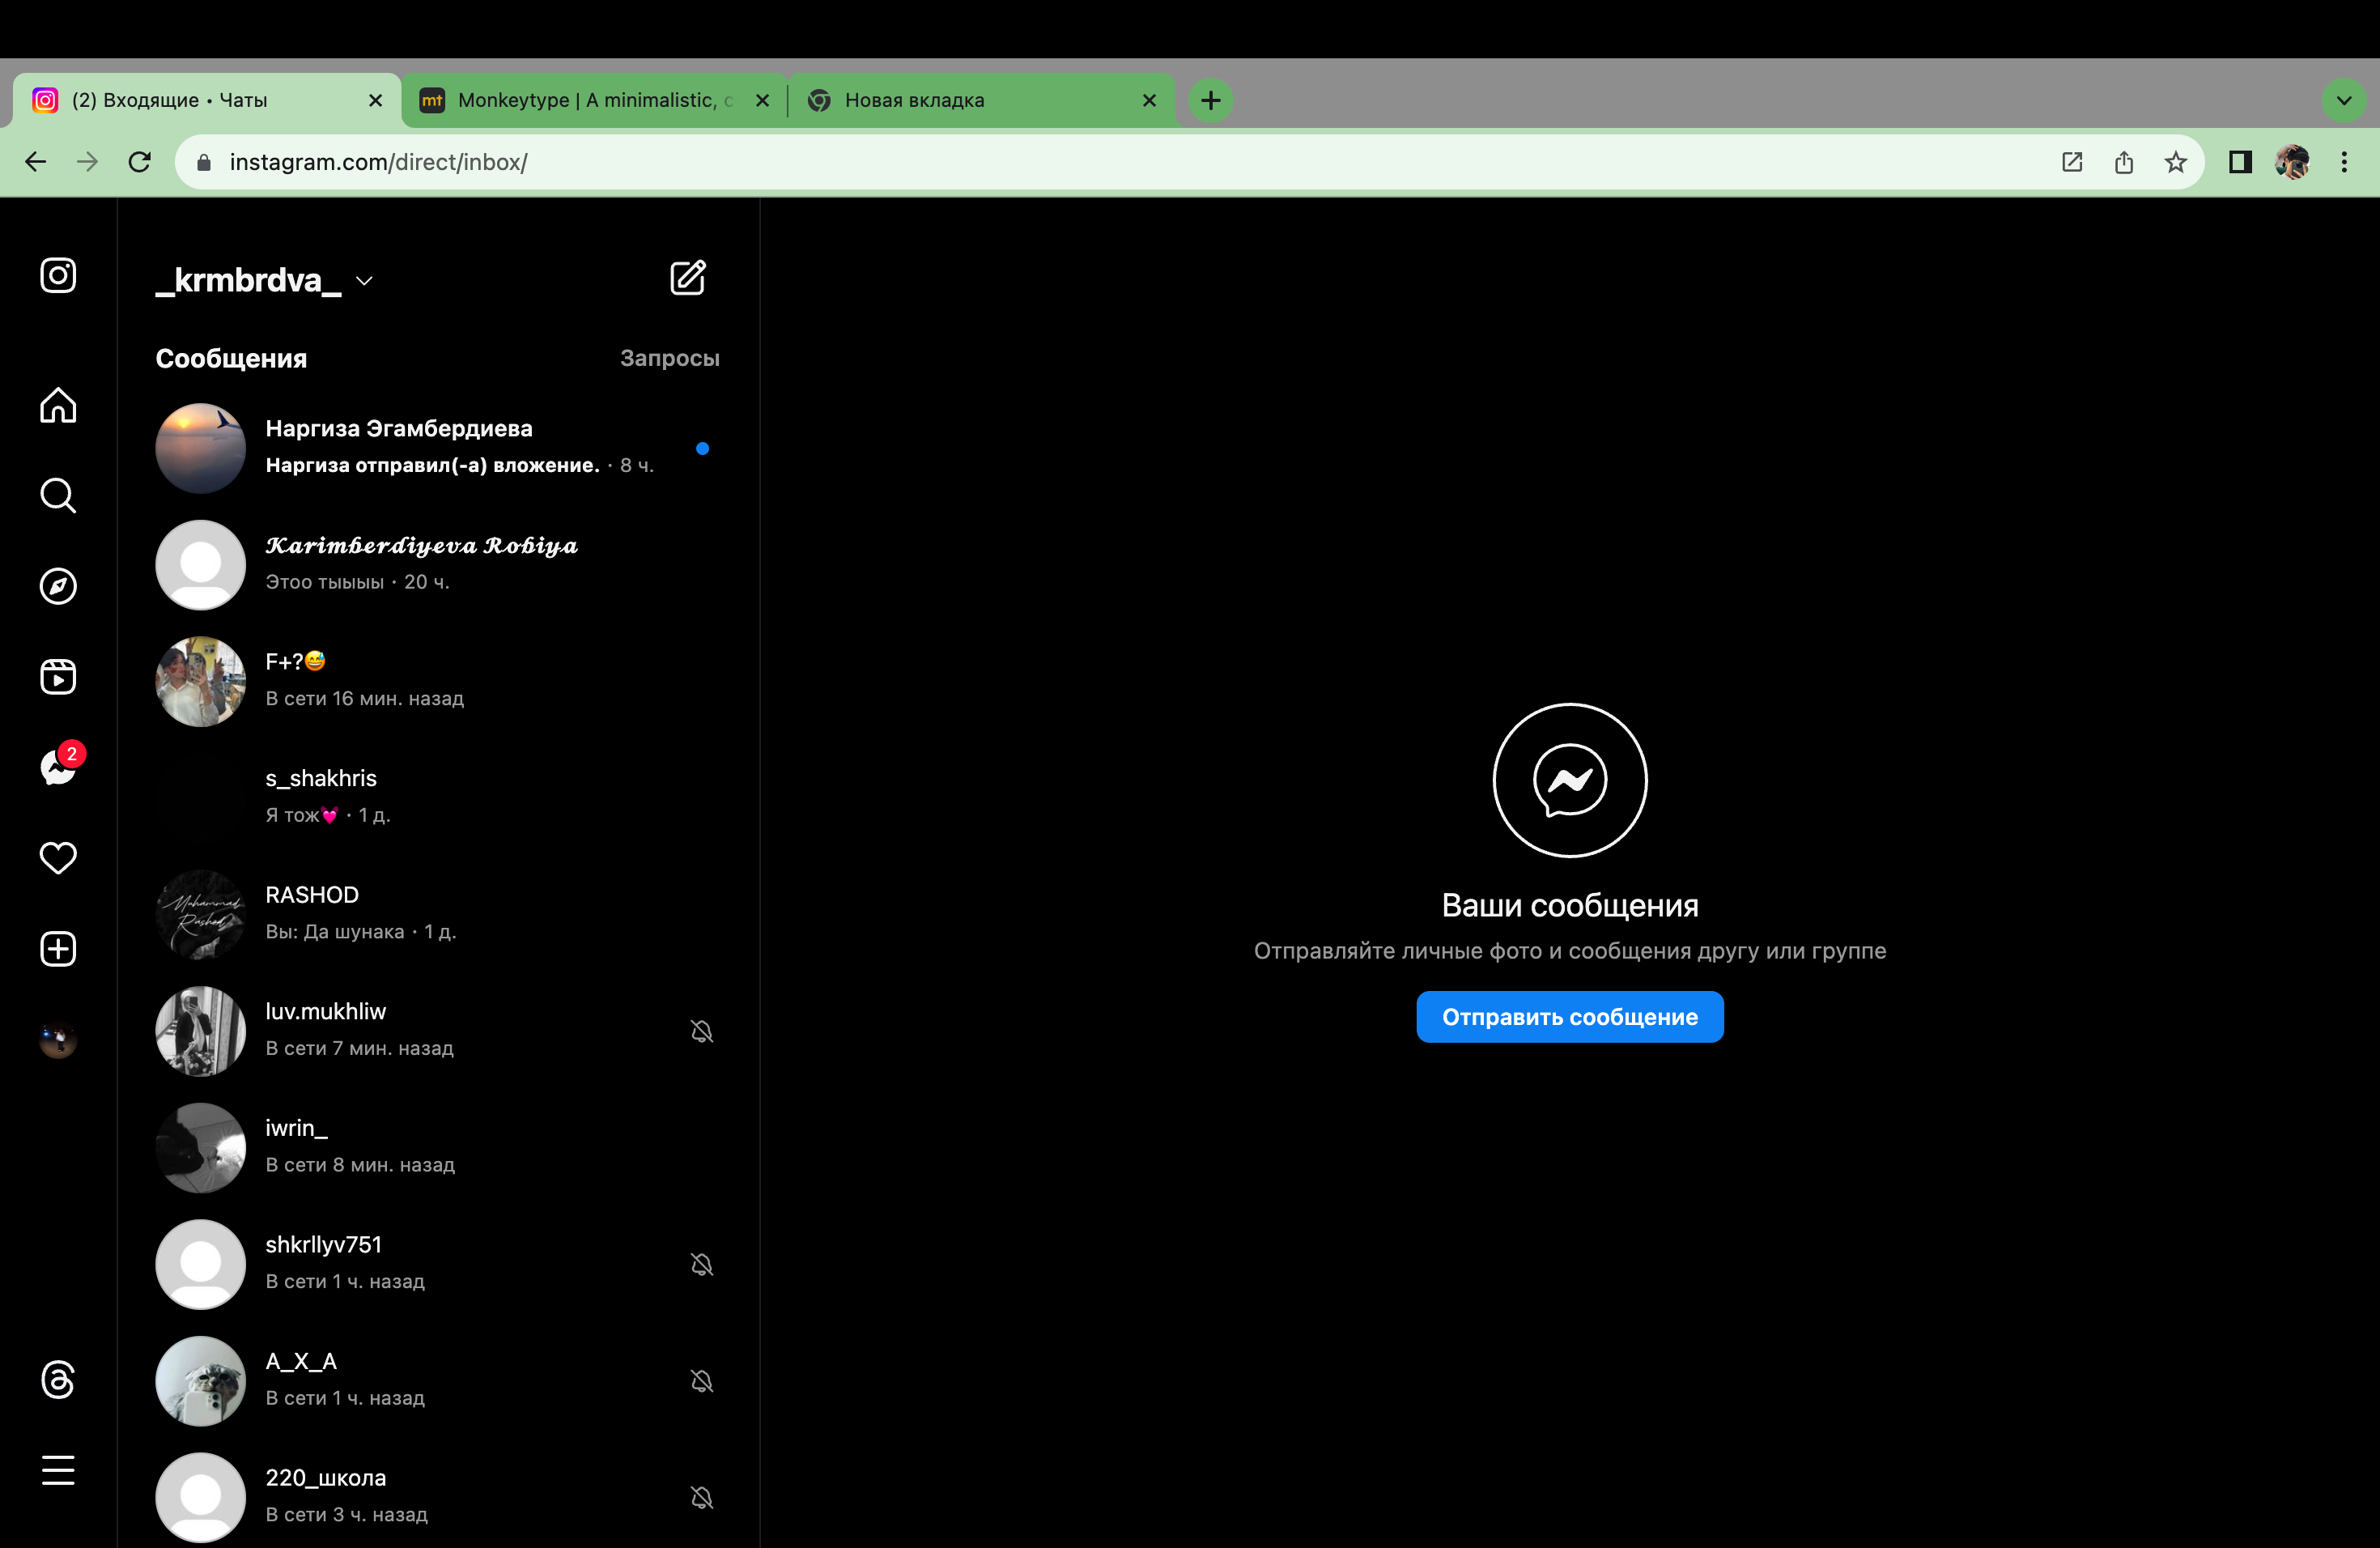 (2) Входящие • Чаты
Monkeytype | A minimalistic, c
Новая вкладка
instagram.com/direct/inbox/
_krmbrdva_
Сообщения
Запросы
Наргиза Эгамбердиева
Наргиза отправил(-а) вложение. · 8 ч.
𝓚𝓪𝓻𝓲𝓶𝓫𝓮𝓻𝓭𝓲𝔂𝓮𝓿𝓪 𝓡𝓸𝓫𝓲𝔂𝓪
Этоо тыыыы · 20 ч.
F+?😅
В сети 16 мин. назад
s_shakhris
Я тож💓 · 1 д.
RASHOD
Вы: Да шунака · 1 д.
Muhammad
Rashod
luv.mukhliw
В сети 7 мин. назад
iwrin_
В сети 8 мин. назад
shkrllyv751
В сети 1 ч. назад
A_X_A
В сети 1 ч. назад
220_школа
В сети 3 ч. назад
2
Ваши сообщения
Отправляйте личные фото и сообщения другу или группе
Отправить сообщение